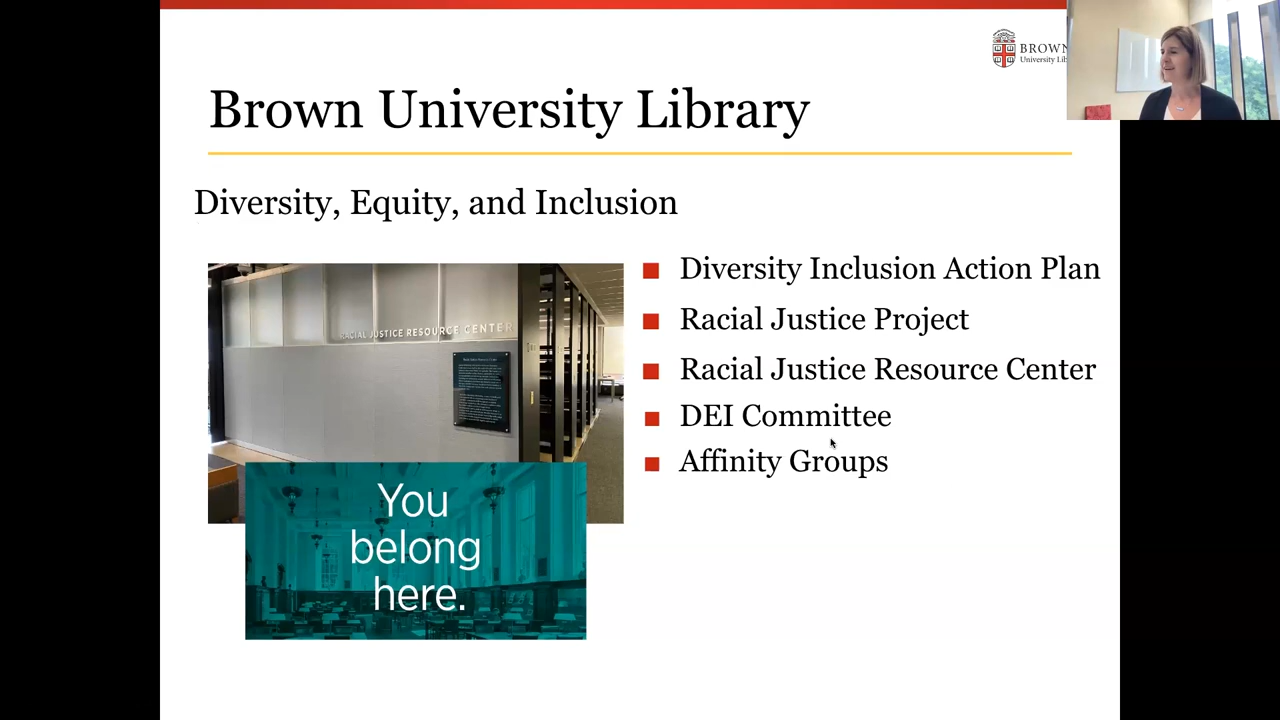 BROWN
University Lib
Brown University Library
Diversity, Equity, and Inclusion
Diversity Inclusion Action Plan
Racial Justice Project
Racial Justice Resource Center
DEI Committee
Affinity Groups
RACIAL JUSTICE RESOURCE CENTER
You
belong
here.